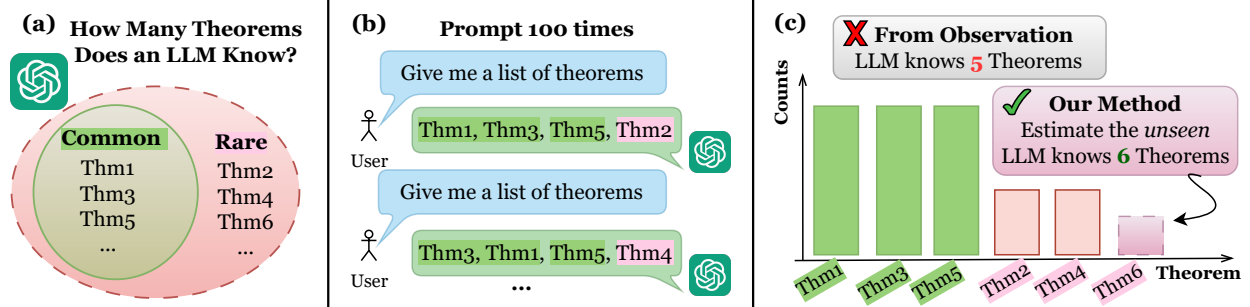 (a) How Many Theorems
Does an LLM Know?
Common
Thm1
Thm3
Thm5
...
Rare
Thm2
Thm4
Thm6
...
(b) Prompt 100 times
Give me a list of theorems
User
Thm1, Thm3, Thm5, Thm2
Give me a list of theorems
User
Thm3, Thm1, Thm5, Thm4
...
(c)
From Observation
LLM knows 5 Theorems
Our Method
Estimate the unseen
LLM knows 6 Theorems
Counts
Thm1 Thm3 Thm5 Thm2 Thm4 Thm6 Theorem